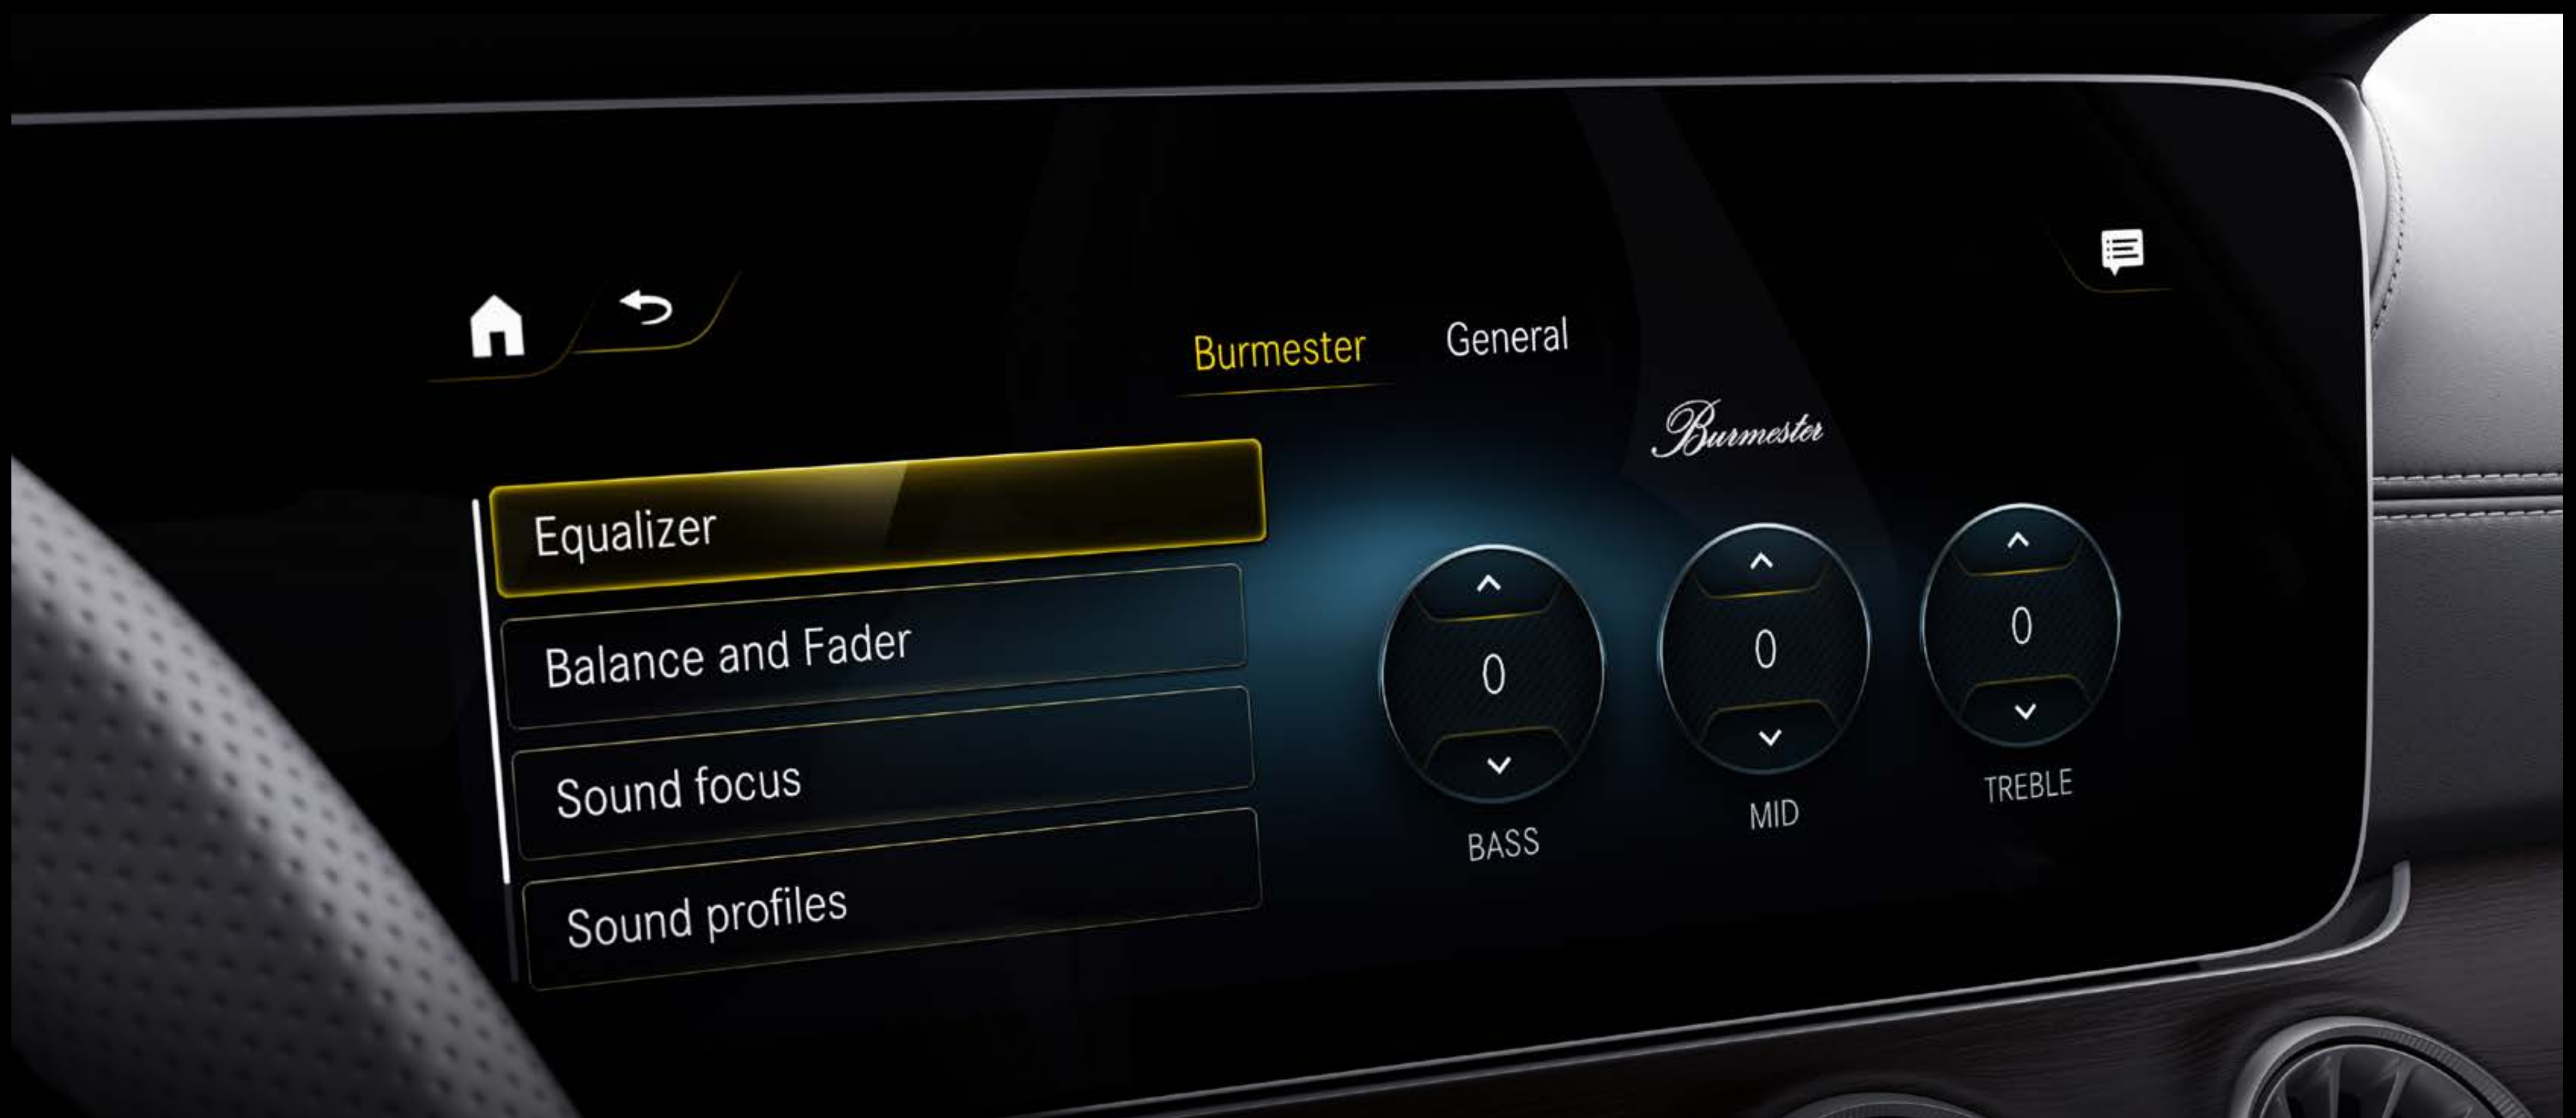 Burmester
General
Burmester
Equalizer
Balance and Fader
Sound focus
Sound profiles
0
0
0
BASS
MID
TREBLE